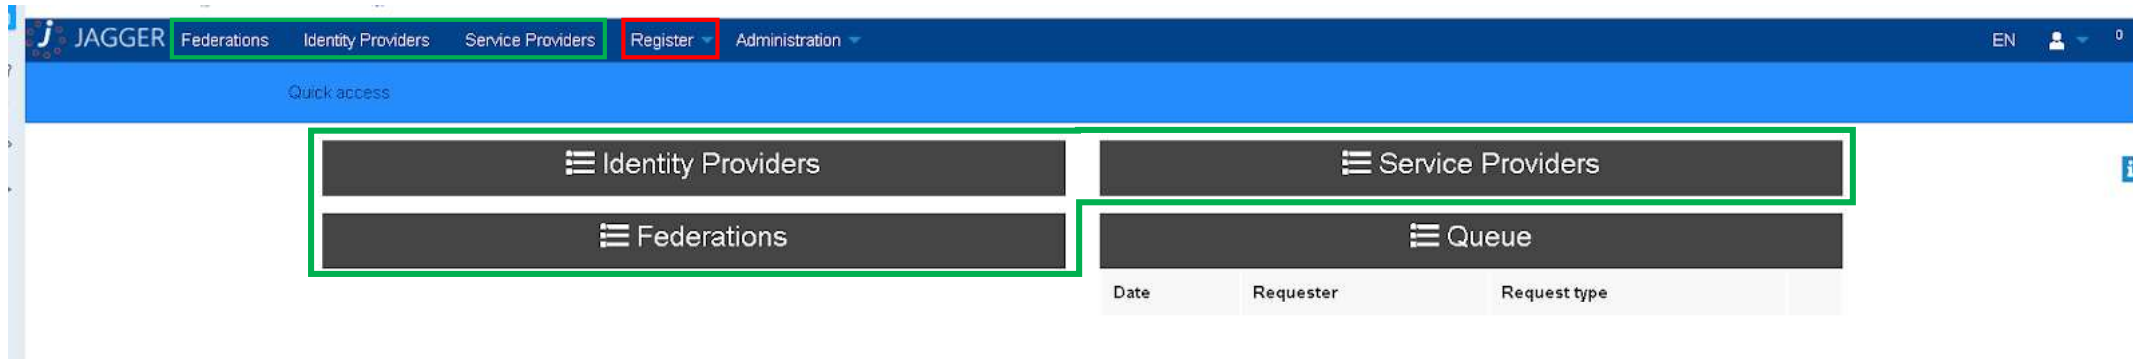 JAGGER Federations Identity Providers Service Providers Register Administration EN 0
Quick access
Identity Providers Service Providers
Federations Queue
Date Requester Request type